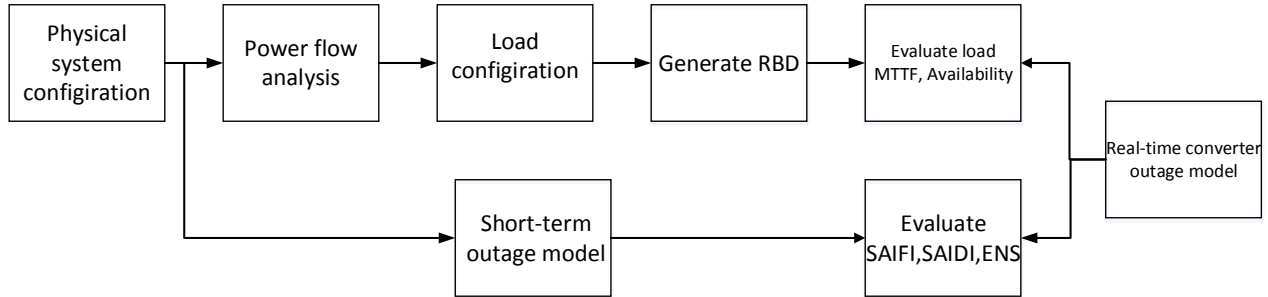 Physical
system
configiration
Power flow
analysis
Load
configiration
Generate RBD
Evaluate load
MTTF, Availability
Real-time converter
outage model
Short-term
outage model
Evaluate
SAIFI,SAIDI,ENS